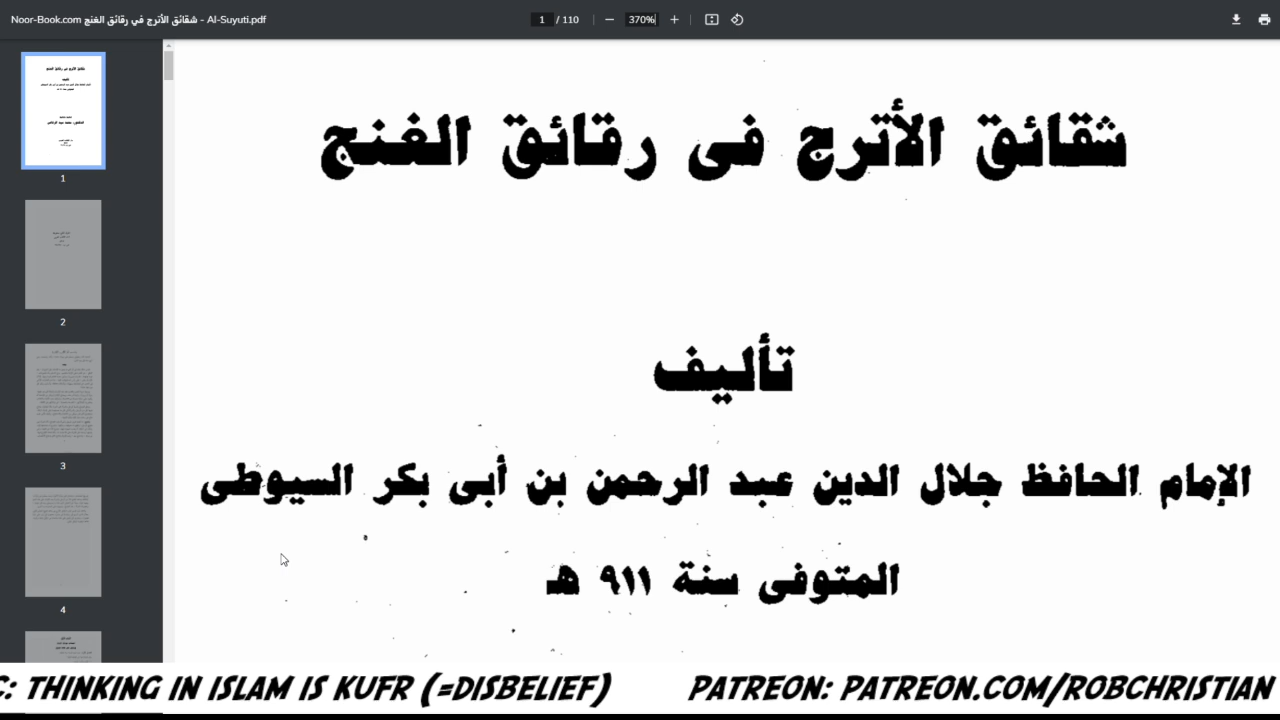 Noor-Book.com شقائق الأترج في رقائق الغنج - Al-Suyuti.pdf
1 / 110
370%
شقائق الأترج فى رقائق الغنج
تأليف
الإمام الحافظ جلال الدين عبد الرحمن بن أبى بكر السيوطى
المتوفى سنة ٩١١ هـ
1
2
3
4
C: THINKING IN ISLAM IS KUFR (=DISBELIEF)
PATREON: PATREON.COM/ROBCHRISTIAN